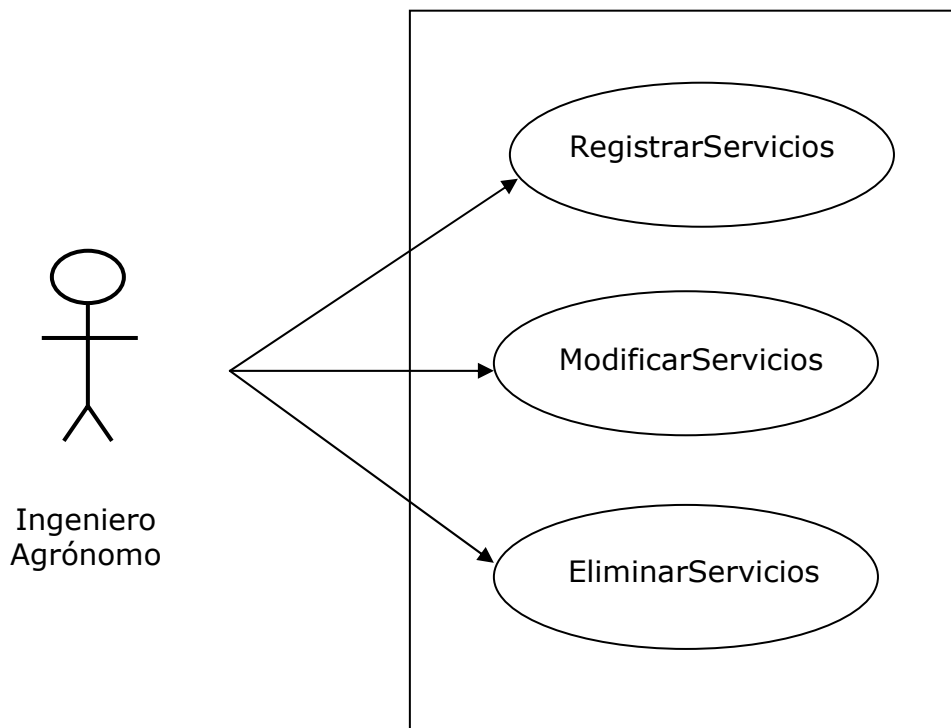 RegistrarServicios
ModificarServicios
Ingeniero
Agrónomo
EliminarServicios